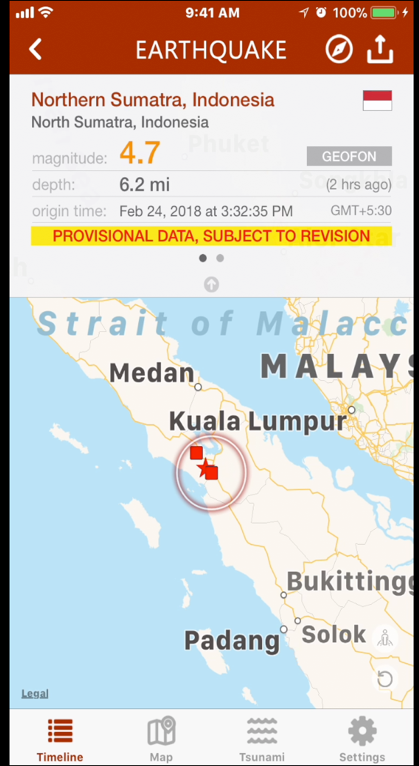 9:41 AM 100%
EARTHQUAKE
Northern Sumatra, Indonesia
North Sumatra, Indonesia
Phuket
magnitude: 4.7 GEOFON
depth: 6.2 mi (2 hrs ago)
origin time: Feb 24, 2018 at 3:32:35 PM GMT+5:30
PROVISIONAL DATA, SUBJECT TO REVISION
Strait of Malacc
Medan
MALAYS
Kuala Lumpur
Bukittingg
Padang
Solok
Legal
Timeline Map Tsunami Settings